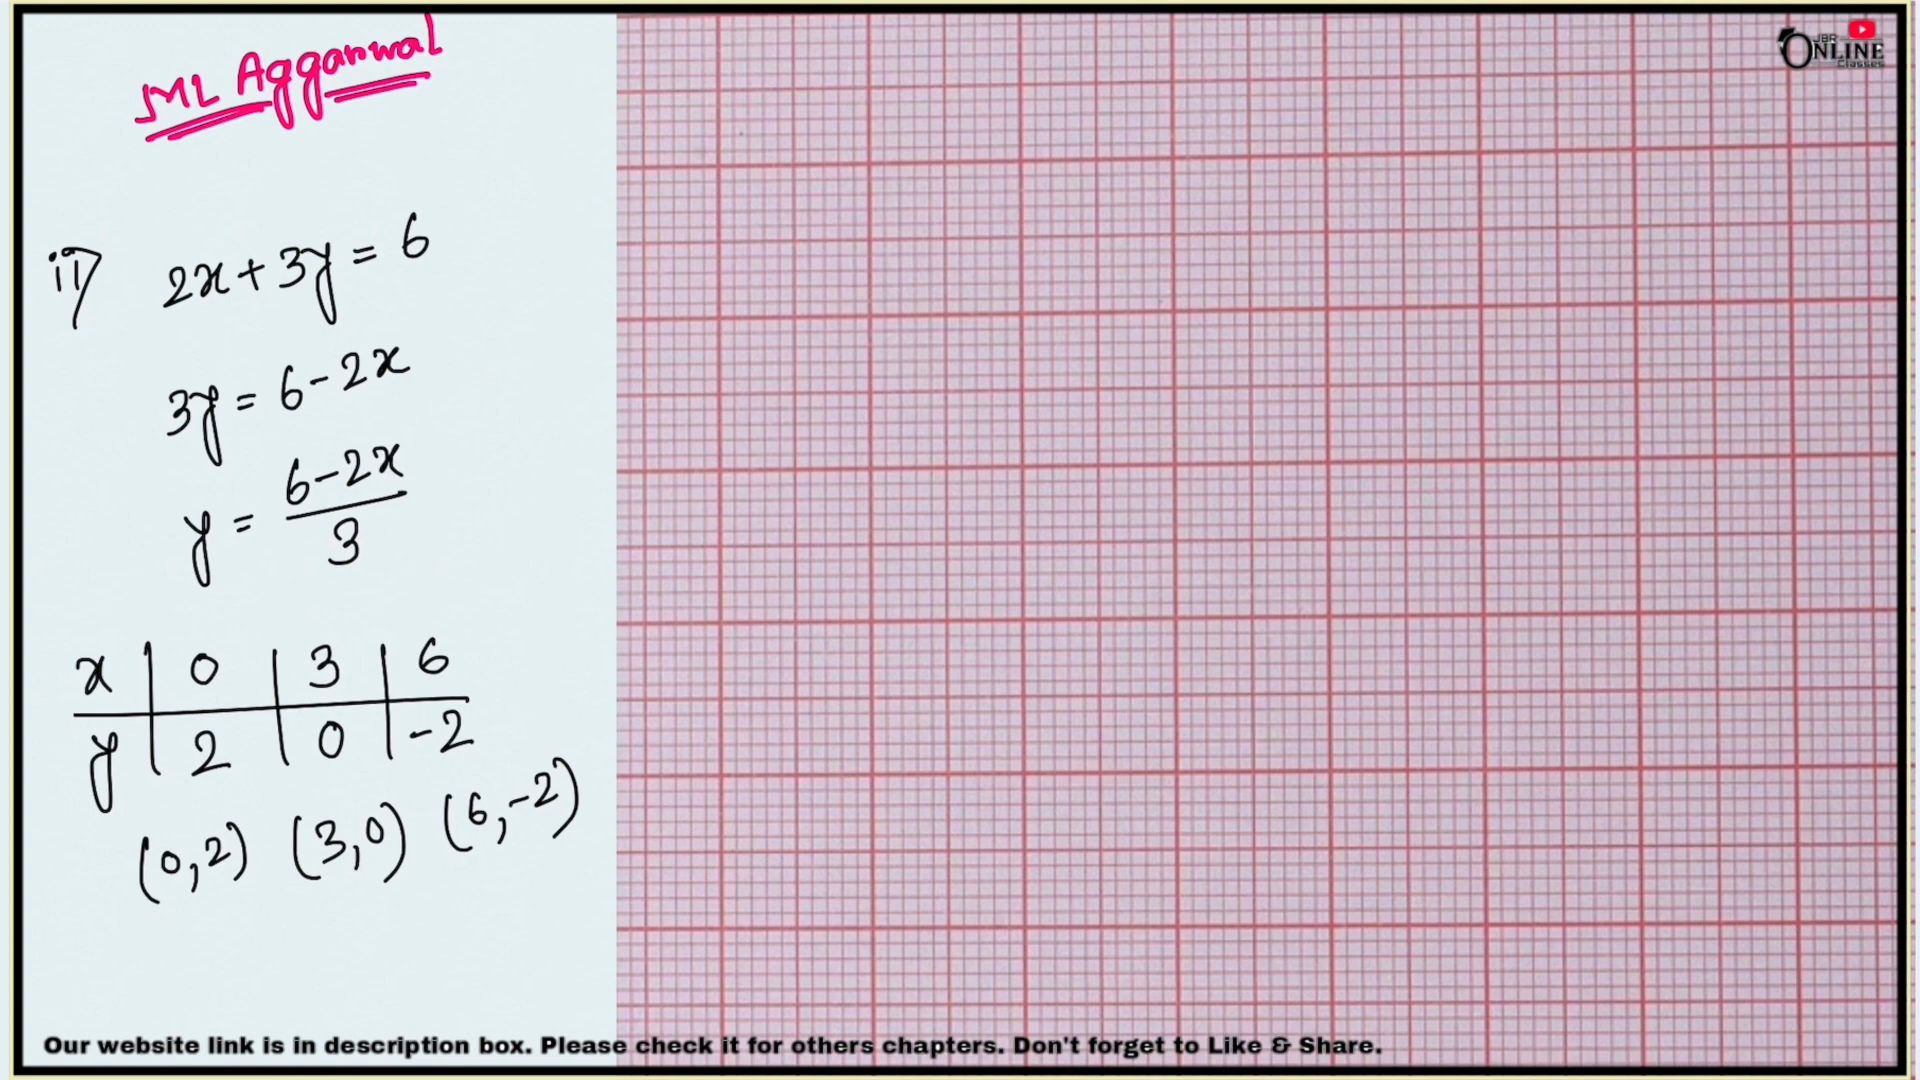 ML Aggarwal
JBR
ONLINE
Classes
ii) 2x + 3y = 6
3y = 6 - 2x
y = (6 - 2x)/3
x | 0 | 3 | 6
y | 2 | 0 | -2
(0,2) (3,0) (6,-2)
Our website link is in description box. Please check it for others chapters. Don't forget to Like & Share.